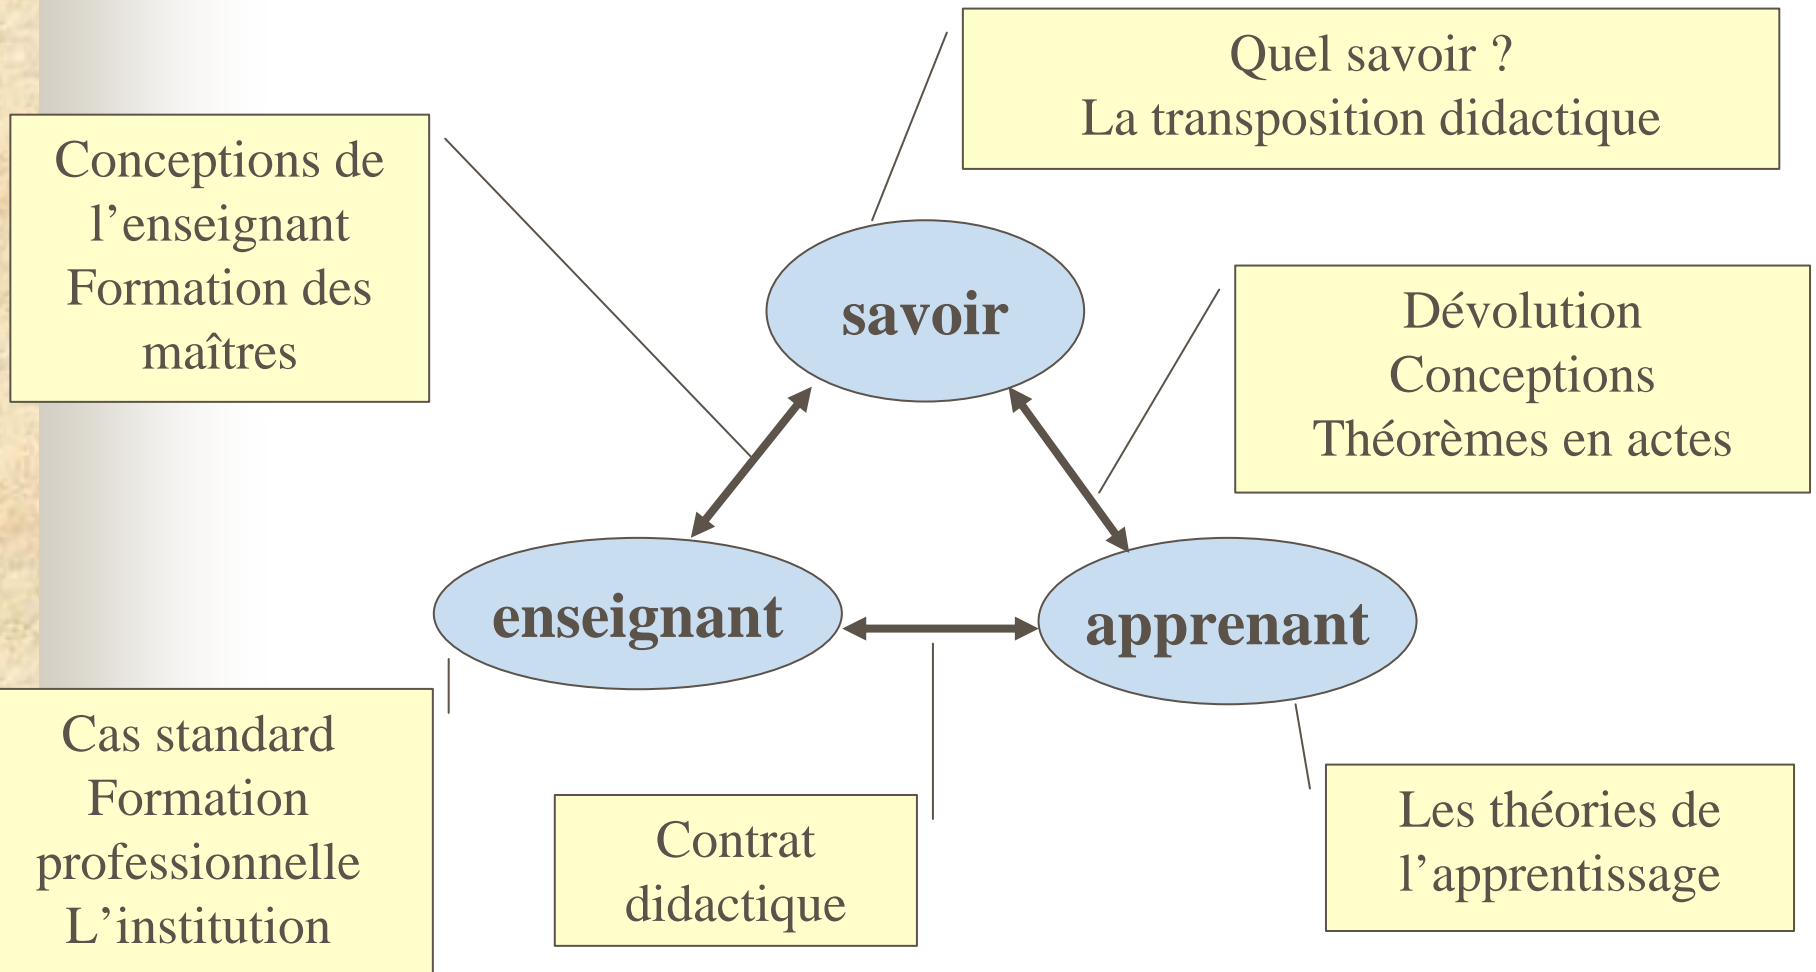 Quel savoir ?
La transposition didactique
Conceptions de
l’enseignant
Formation des
maîtres
savoir
Dévolution
Conceptions
Théorèmes en actes
enseignant
apprenant
Cas standard
Formation
professionnelle
L’institution
Contrat
didactique
Les théories de
l’apprentissage